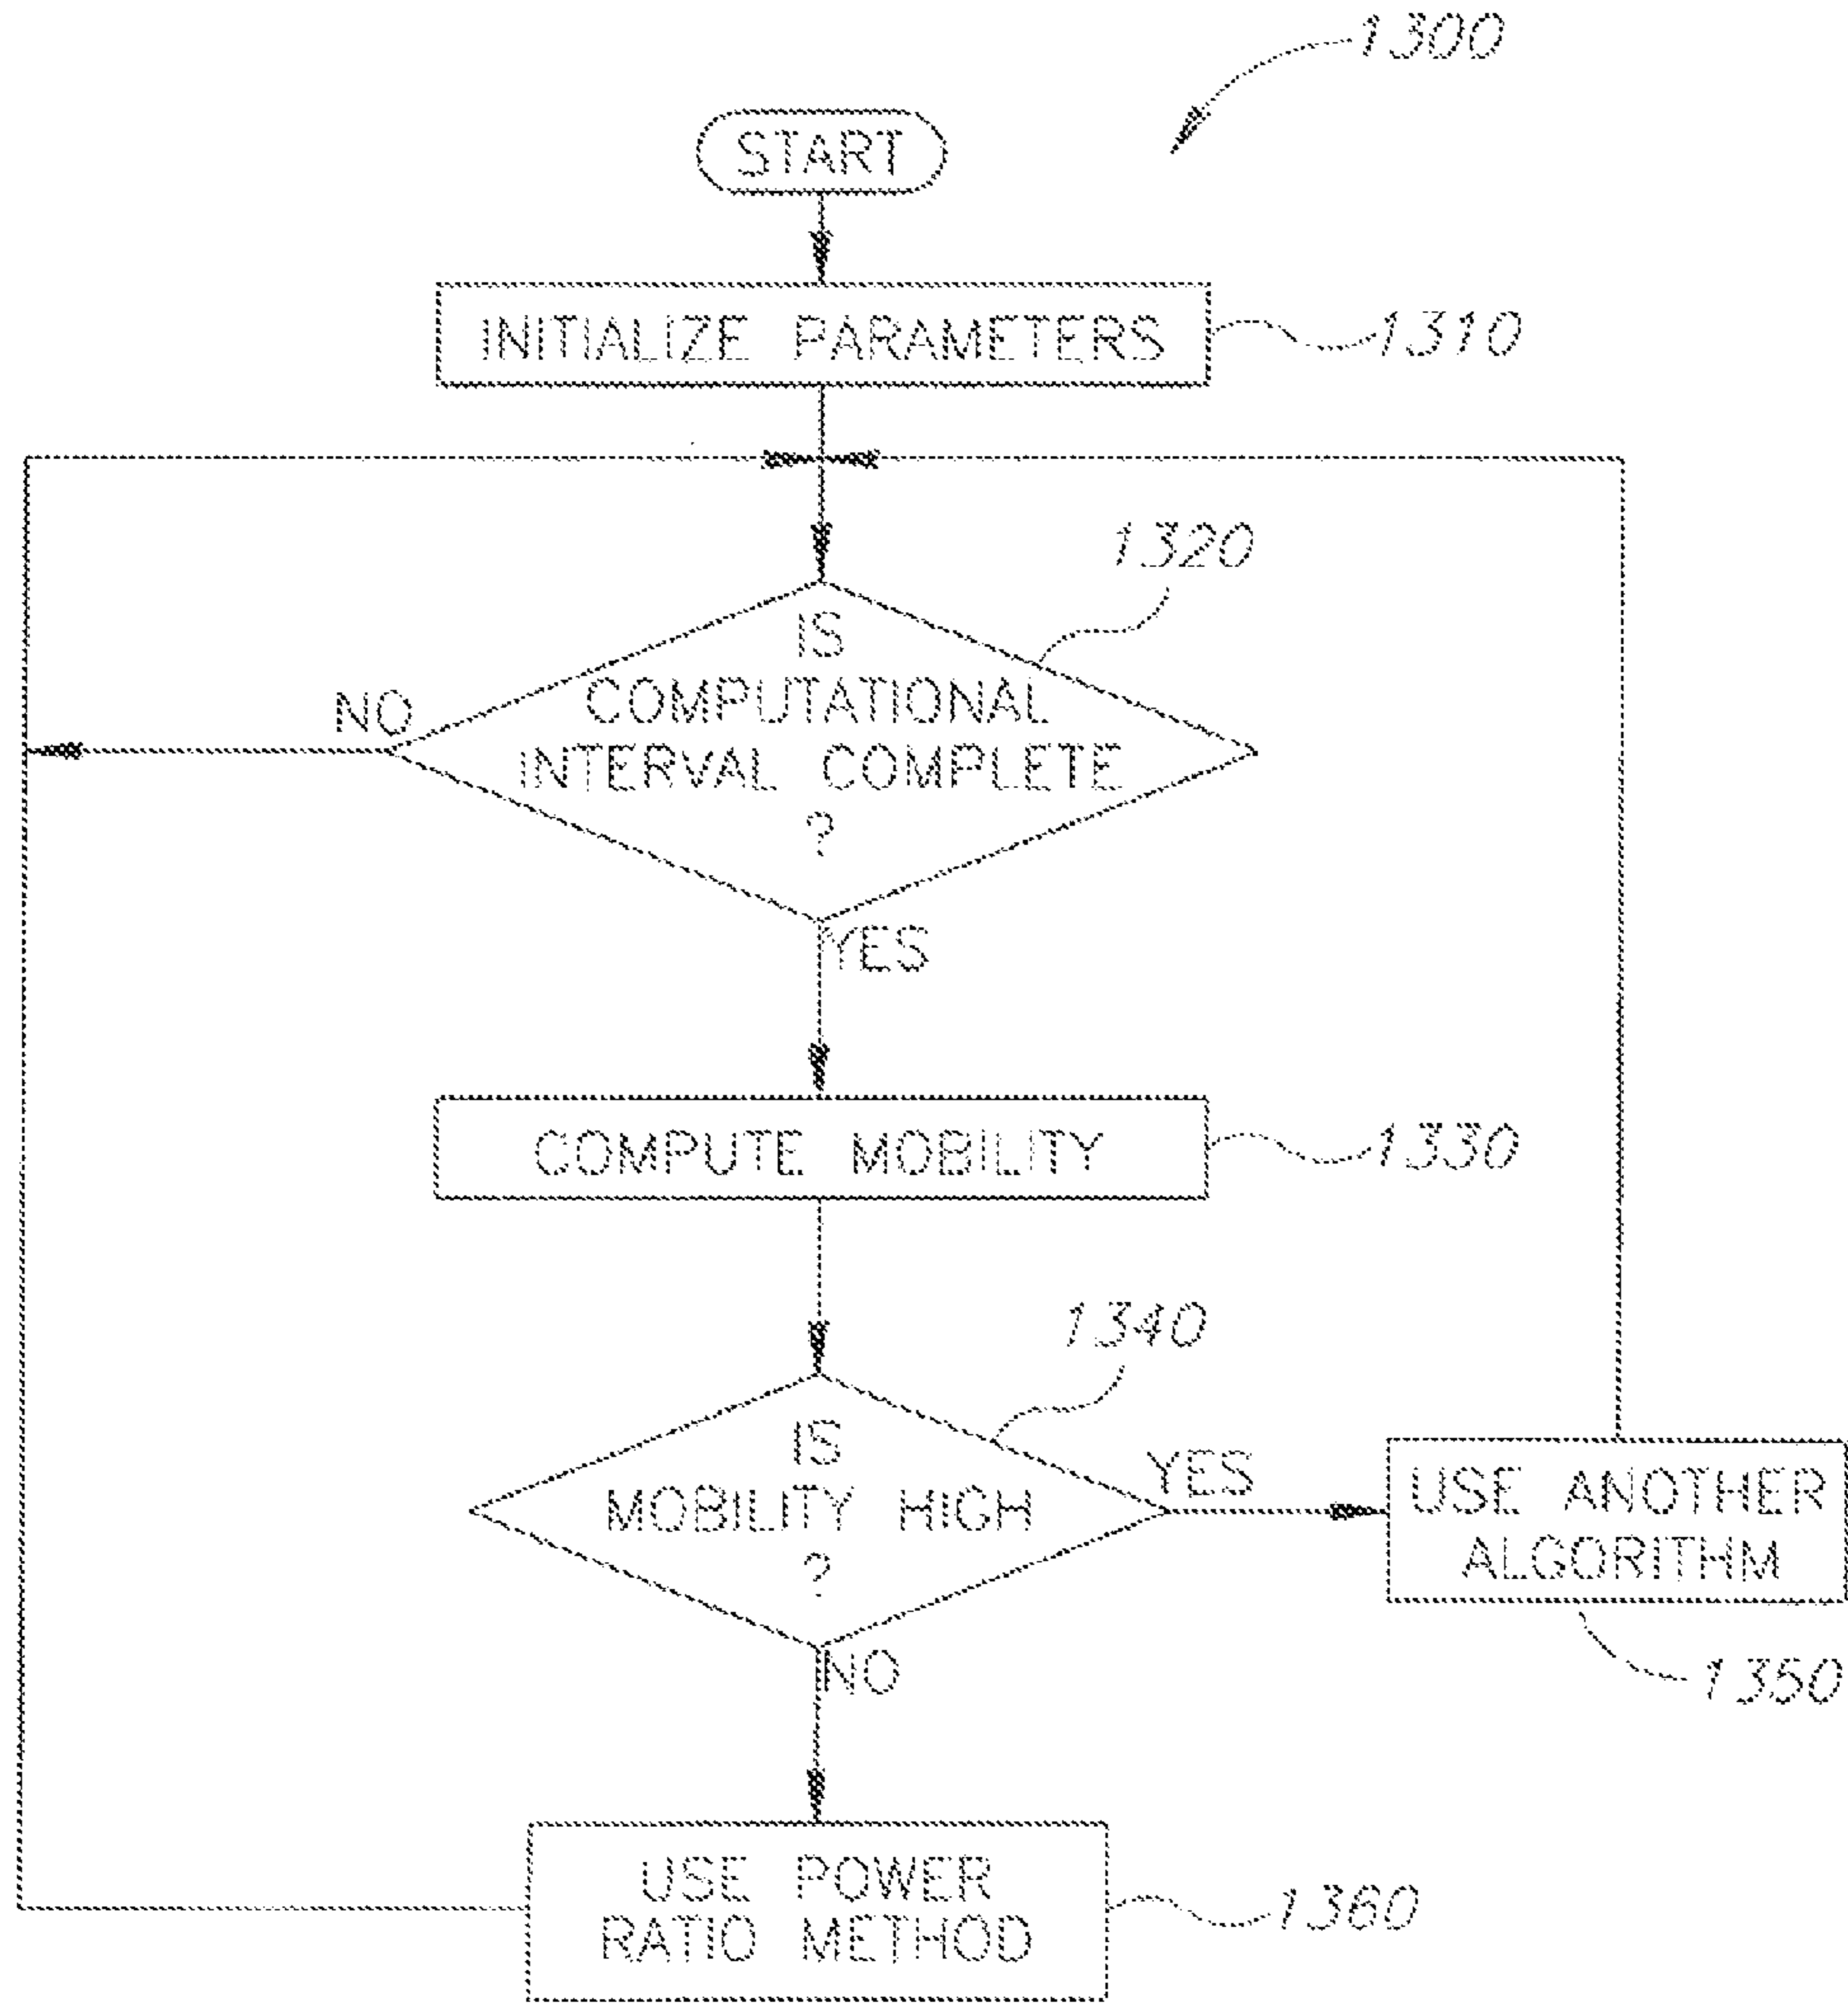 1300
START
INITIALIZE PARAMETERS
1310
1320
IS
COMPUTATIONAL
INTERVAL COMPLETE
?
NO
YES
COMPUTE MOBILITY
1330
1340
IS
MOBILITY HIGH
?
YES
USE ANOTHER
ALGORITHM
1350
NO
USE POWER
RATIO METHOD
1360